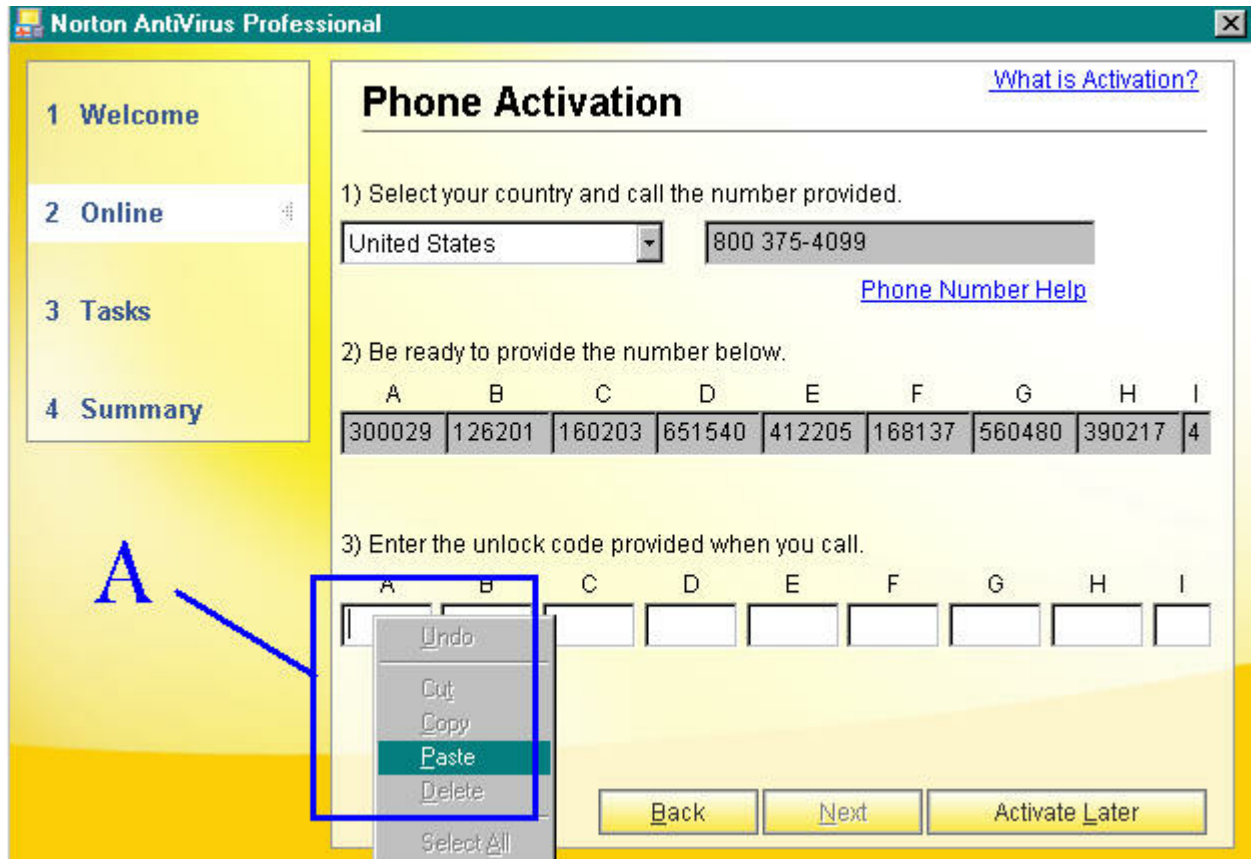 Norton AntiVirus Professional
1 Welcome
2 Online
3 Tasks
4 Summary
Phone Activation
What is Activation?
1) Select your country and call the number provided.
United States 800 375-4099
Phone Number Help
2) Be ready to provide the number below.
A B C D E F G H I
300029 126201 160203 651540 412205 168137 560480 390217 4
3) Enter the unlock code provided when you call.
A B C D E F G H I
A
Undo
Cut
Copy
Paste
Delete
Select All
Back Next Activate Later